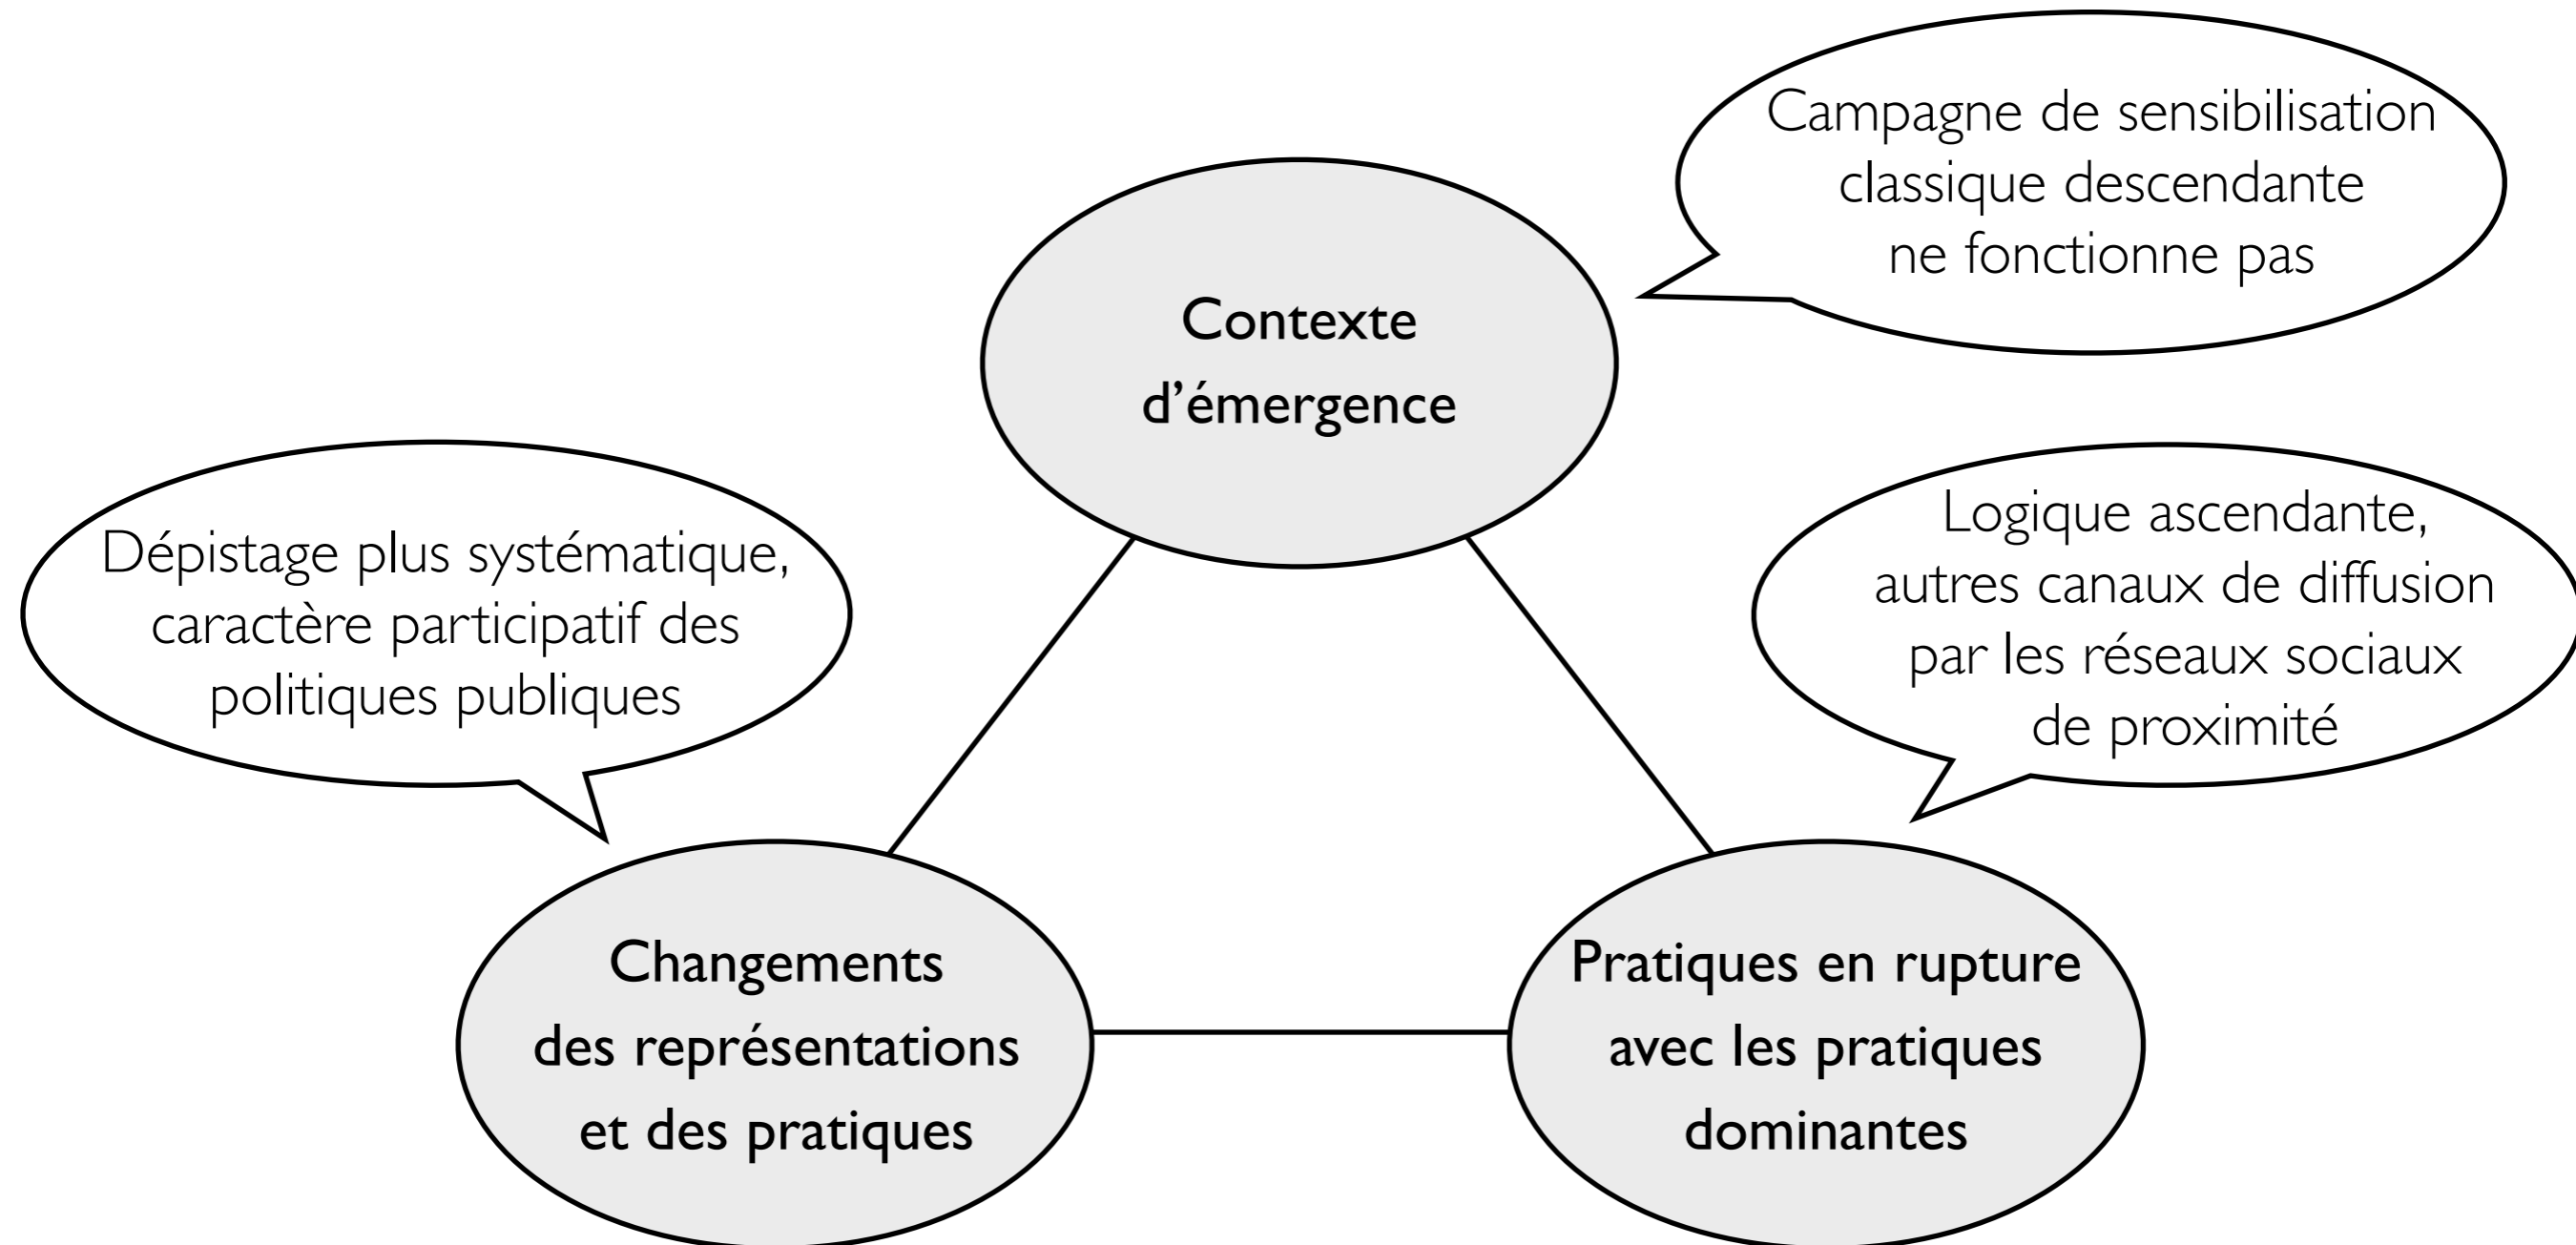 Campagne de sensibilisation
classique descendante
ne fonctionne pas
Contexte
d’émergence
Dépistage plus systématique,
caractère participatif des
politiques publiques
Logique ascendante,
autres canaux de diffusion
par les réseaux sociaux
de proximité
Changements
des représentations
et des pratiques
Pratiques en rupture
avec les pratiques
dominantes